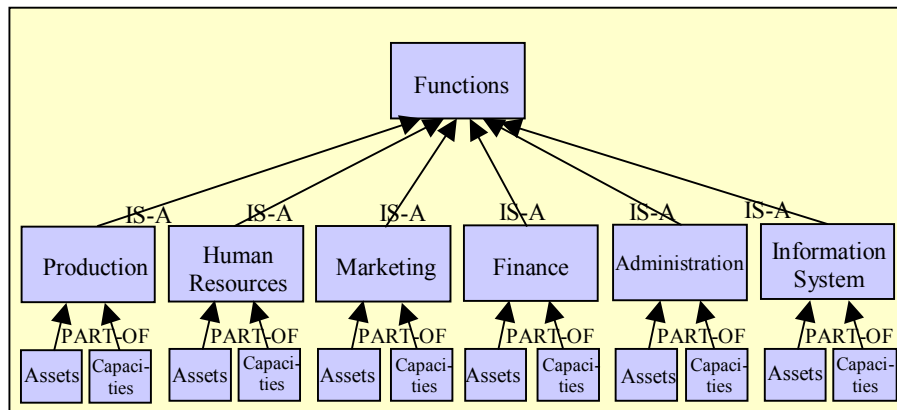 Functions
IS-A IS-A IS-A IS-A IS-A IS-A
Production
Human
Resources
Marketing
Finance
Administration
Information
System
PART-OF PART-OF PART-OF PART-OF PART-OF PART-OF
Assets
Capaci-
ties
Assets
Capaci-
ties
Assets
Capaci-
ties
Assets
Capaci-
ties
Assets
Capaci-
ties
Assets
Capaci-
ties